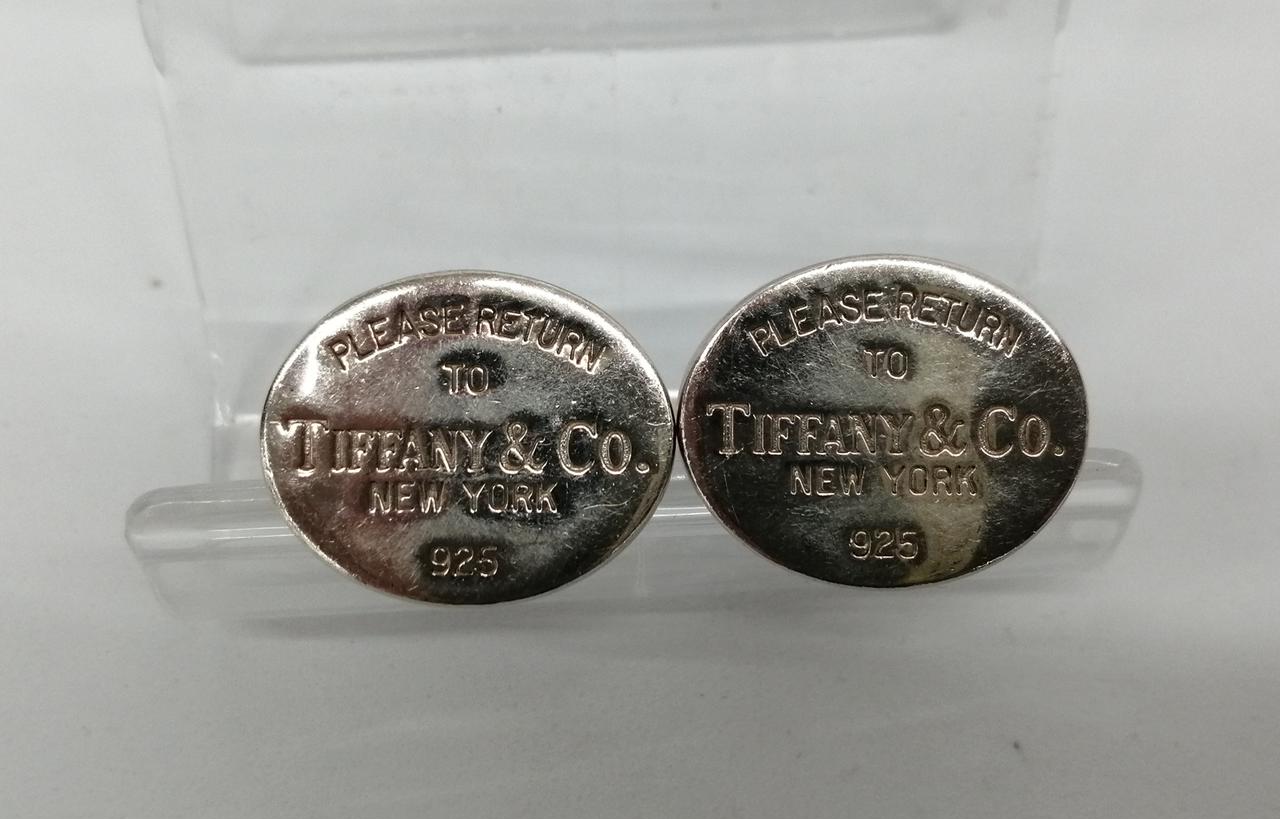 PLEASE RETURN
TO
TIFFANY & Co.
NEW YORK
925
PLEASE RETURN
TO
TIFFANY & Co.
NEW YORK
925